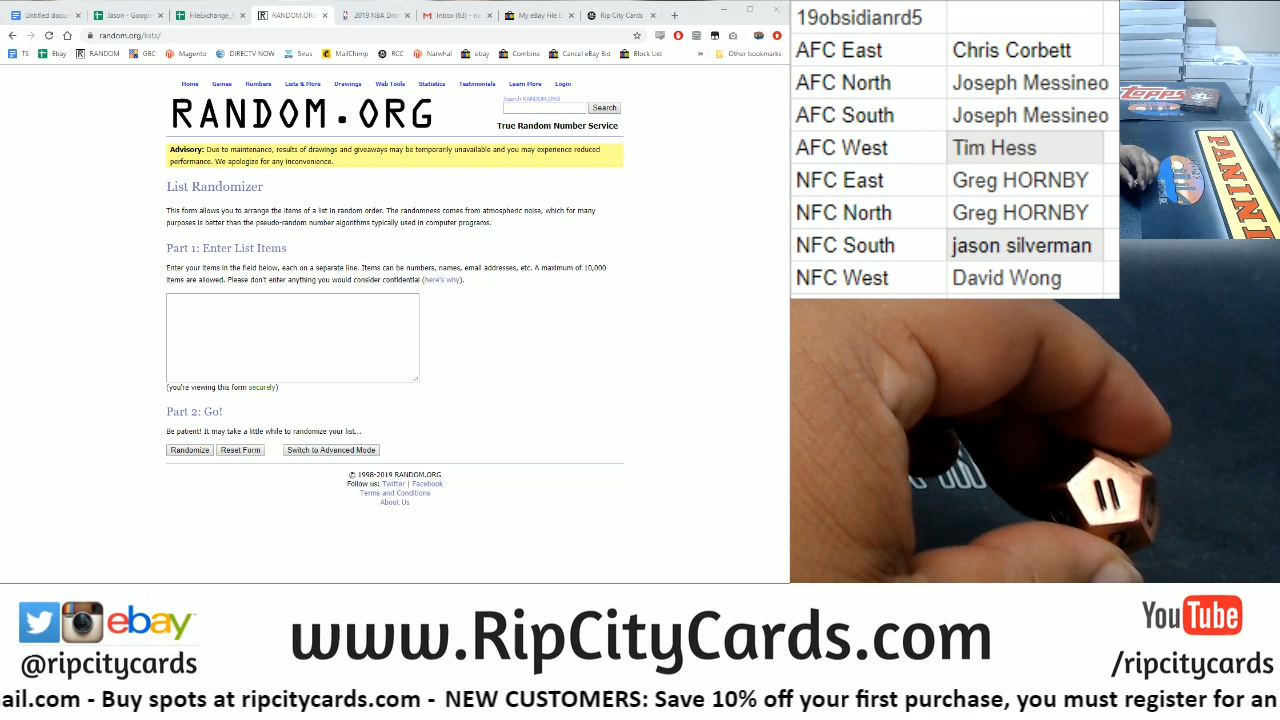 Untitled docum
Jason - Google
FileExchange_
RANDOM.ORG
2019 NBA Draf
Inbox (63) - ri
My eBay File E
Rip City Cards
random.org/lists/
TS
Ebay
RANDOM
GBC
Magento
DIRECTV NOW
Sirus
MailChimp
RCC
Narwhal
ebay
Combine
Cancel eBay Bid
Block List
»
Other bookmarks
Home Games Numbers Lists & More Drawings Web Tools Statistics Testimonials Learn More Login
RANDOM.ORG
Search RANDOM.ORG
Search
True Random Number Service
Advisory: Due to maintenance, results of drawings and giveaways may be temporarily unavailable and you may experience reduced
performance. We apologize for any inconvenience.
List Randomizer
This form allows you to arrange the items of a list in random order. The randomness comes from atmospheric noise, which for many
purposes is better than the pseudo-random number algorithms typically used in computer programs.
Part 1: Enter List Items
Enter your items in the field below, each on a separate line. Items can be numbers, names, email addresses, etc. A maximum of 10,000
items are allowed. Please don't enter anything you would consider confidential (here's why).
(you're viewing this form securely)
Part 2: Go!
Be patient! It may take a little while to randomize your list...
Randomize Reset Form Switch to Advanced Mode
© 1998-2019 RANDOM.ORG
Follow us: Twitter | Facebook
Terms and Conditions
About Us
19obsidianrd5
AFC East Chris Corbett
AFC North Joseph Messineo
AFC South Joseph Messineo
AFC West Tim Hess
NFC East Greg HORNBY
NFC North Greg HORNBY
NFC South jason silverman
NFC West David Wong
topps
PANINI
11
ebay
@ripcitycards
www.RipCityCards.com
YouTube
/ripcitycards
ail.com - Buy spots at ripcitycards.com - NEW CUSTOMERS: Save 10% off your first purchase, you must register for an